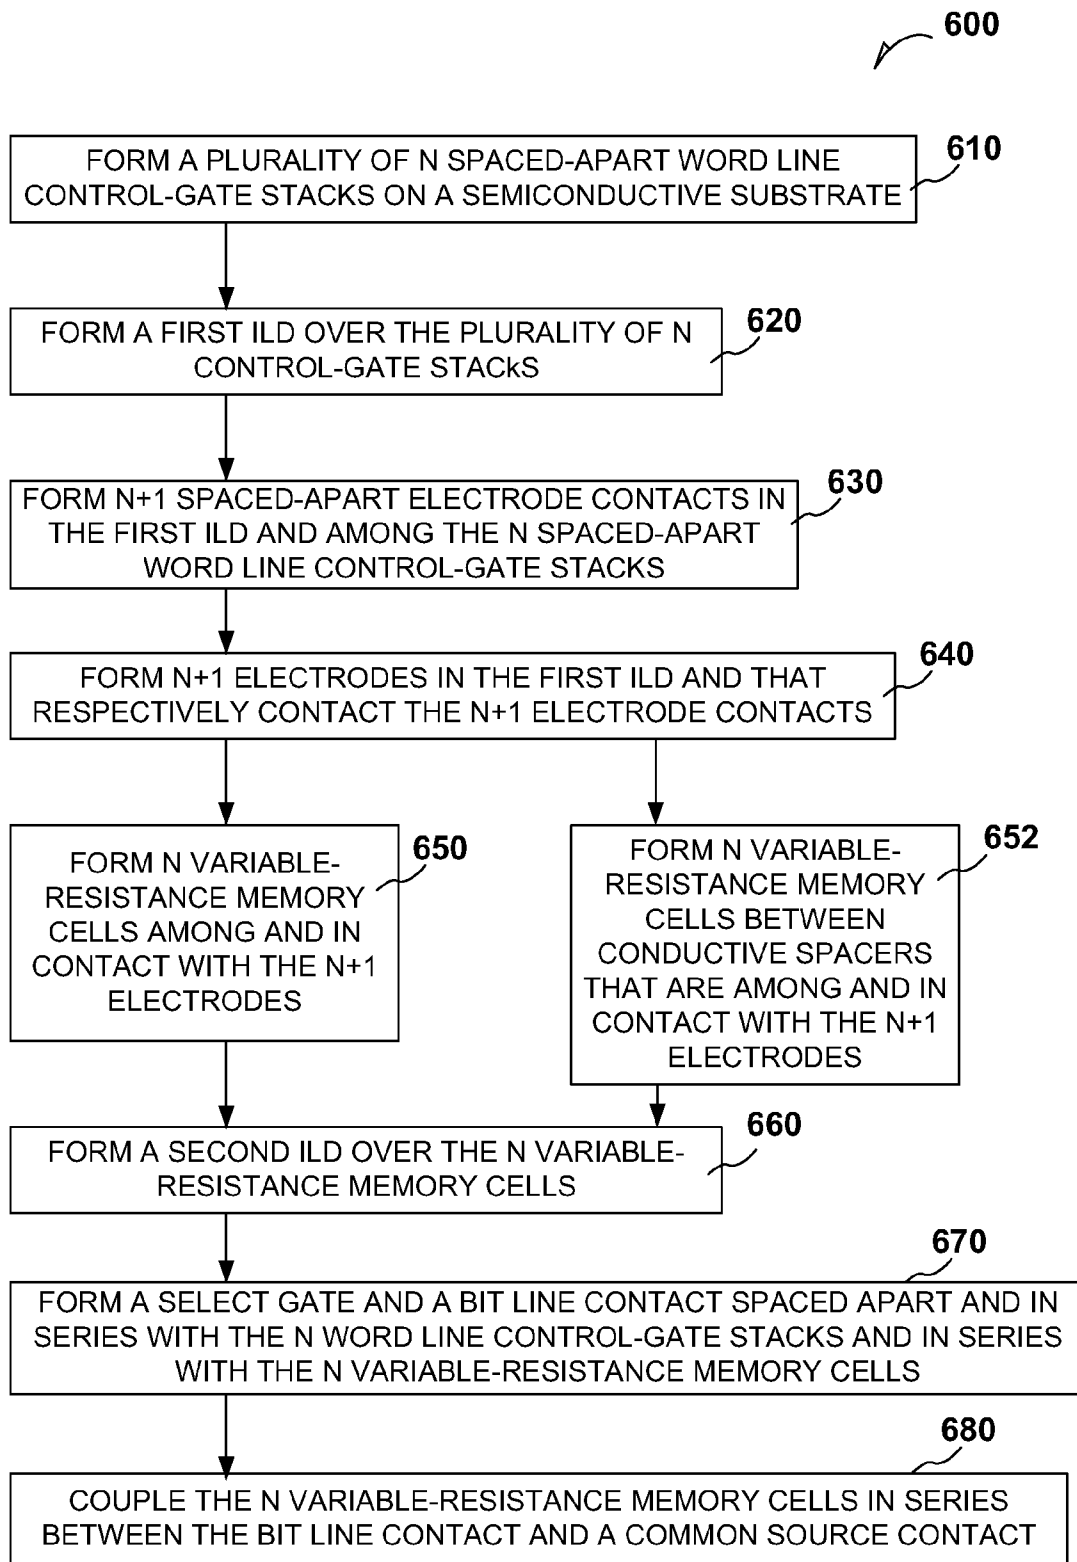 600
FORM A PLURALITY OF N SPACED-APART WORD LINE
CONTROL-GATE STACKS ON A SEMICONDUCTIVE SUBSTRATE
610
FORM A FIRST ILD OVER THE PLURALITY OF N
CONTROL-GATE STACkS
620
FORM N+1 SPACED-APART ELECTRODE CONTACTS IN
THE FIRST ILD AND AMONG THE N SPACED-APART
WORD LINE CONTROL-GATE STACKS
630
FORM N+1 ELECTRODES IN THE FIRST ILD AND THAT
RESPECTIVELY CONTACT THE N+1 ELECTRODE CONTACTS
640
FORM N VARIABLE-
RESISTANCE MEMORY
CELLS AMONG AND IN
CONTACT WITH THE N+1
ELECTRODES
650
FORM N VARIABLE-
RESISTANCE MEMORY
CELLS BETWEEN
CONDUCTIVE SPACERS
THAT ARE AMONG AND IN
CONTACT WITH THE N+1
ELECTRODES
652
FORM A SECOND ILD OVER THE N VARIABLE-
RESISTANCE MEMORY CELLS
660
FORM A SELECT GATE AND A BIT LINE CONTACT SPACED APART AND IN
SERIES WITH THE N WORD LINE CONTROL-GATE STACKS AND IN SERIES
WITH THE N VARIABLE-RESISTANCE MEMORY CELLS
670
COUPLE THE N VARIABLE-RESISTANCE MEMORY CELLS IN SERIES
BETWEEN THE BIT LINE CONTACT AND A COMMON SOURCE CONTACT
680